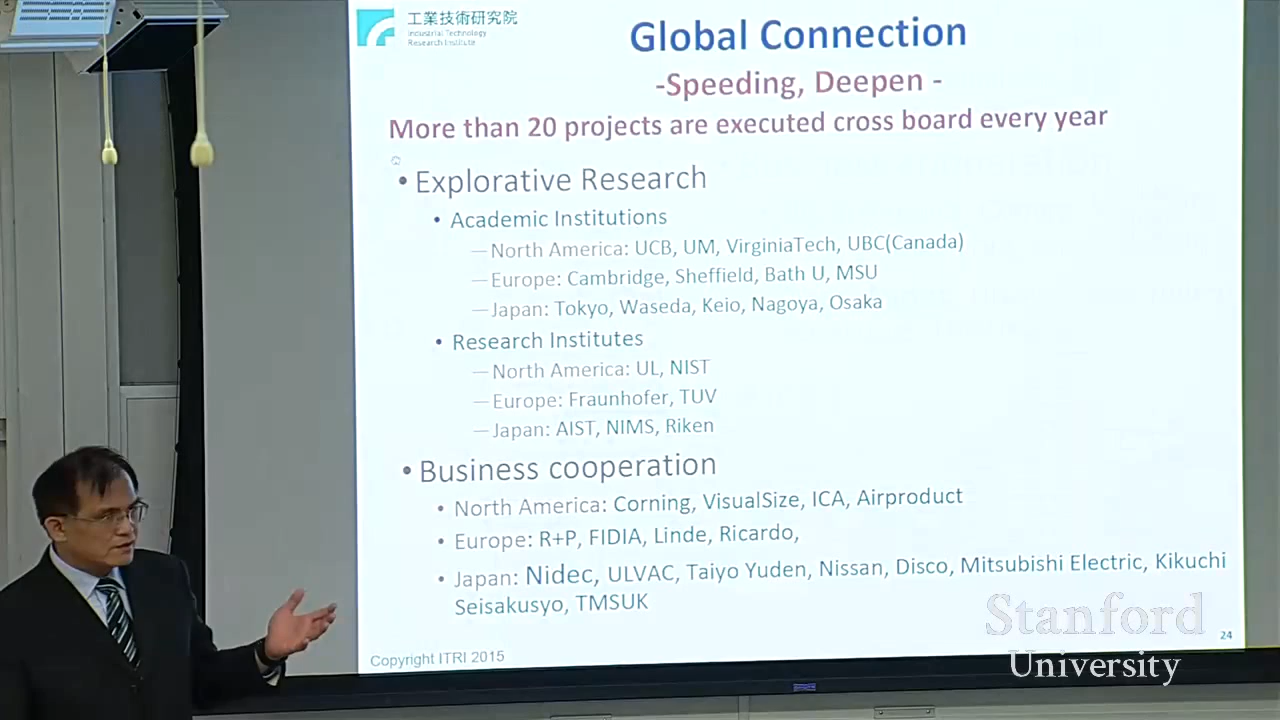 工業技術研究院
Industrial Technology
Research Institute
Global Connection
-Speeding, Deepen -
More than 20 projects are executed cross board every year
• Explorative Research
• Academic Institutions
—North America: UCB, UM, VirginiaTech, UBC(Canada)
—Europe: Cambridge, Sheffield, Bath U, MSU
—Japan: Tokyo, Waseda, Keio, Nagoya, Osaka
• Research Institutes
—North America: UL, NIST
—Europe: Fraunhofer, TUV
—Japan: AIST, NIMS, Riken
• Business cooperation
• North America: Corning, VisualSize, ICA, Airproduct
• Europe: R+P, FIDIA, Linde, Ricardo,
• Japan: Nidec, ULVAC, Taiyo Yuden, Nissan, Disco, Mitsubishi Electric, Kikuchi
Seisakusyo, TMSUK
Copyright ITRI 2015
24
Stanford
University